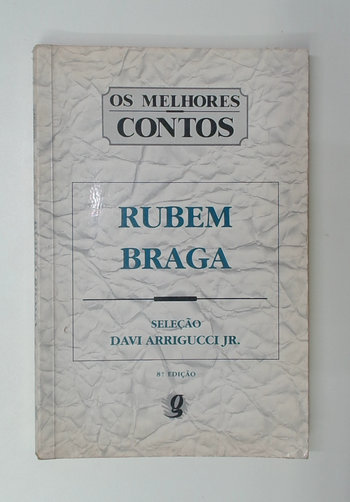 OS MELHORES
CONTOS
RUBEM
BRAGA
SELEÇÃO
DAVI ARRIGUCCI JR.
8ª EDIÇÃO
g